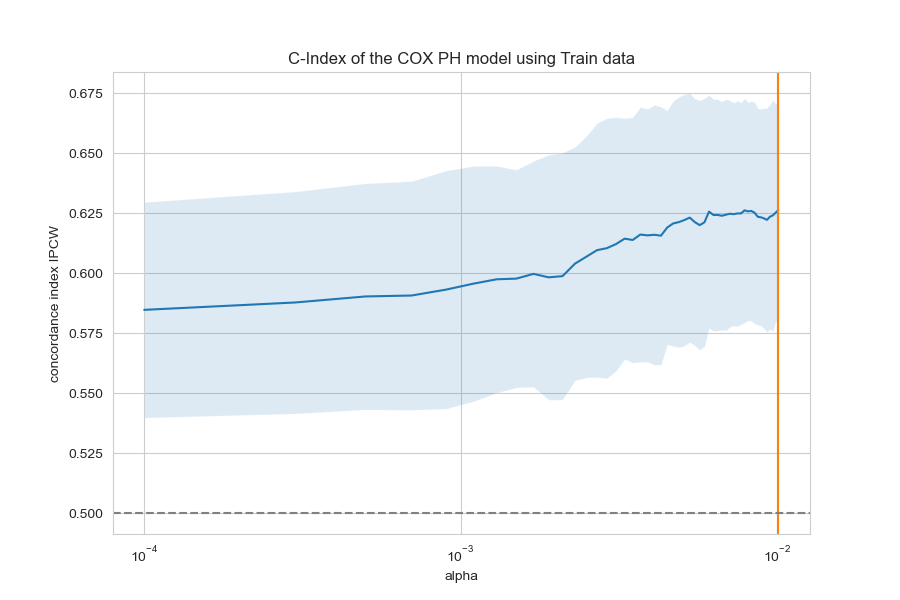 C-Index of the COX PH model using Train data
concordance index IPCW
0.675
0.650
0.625
0.600
0.575
0.550
0.525
0.500
10⁻⁴ 10⁻³ 10⁻²
alpha